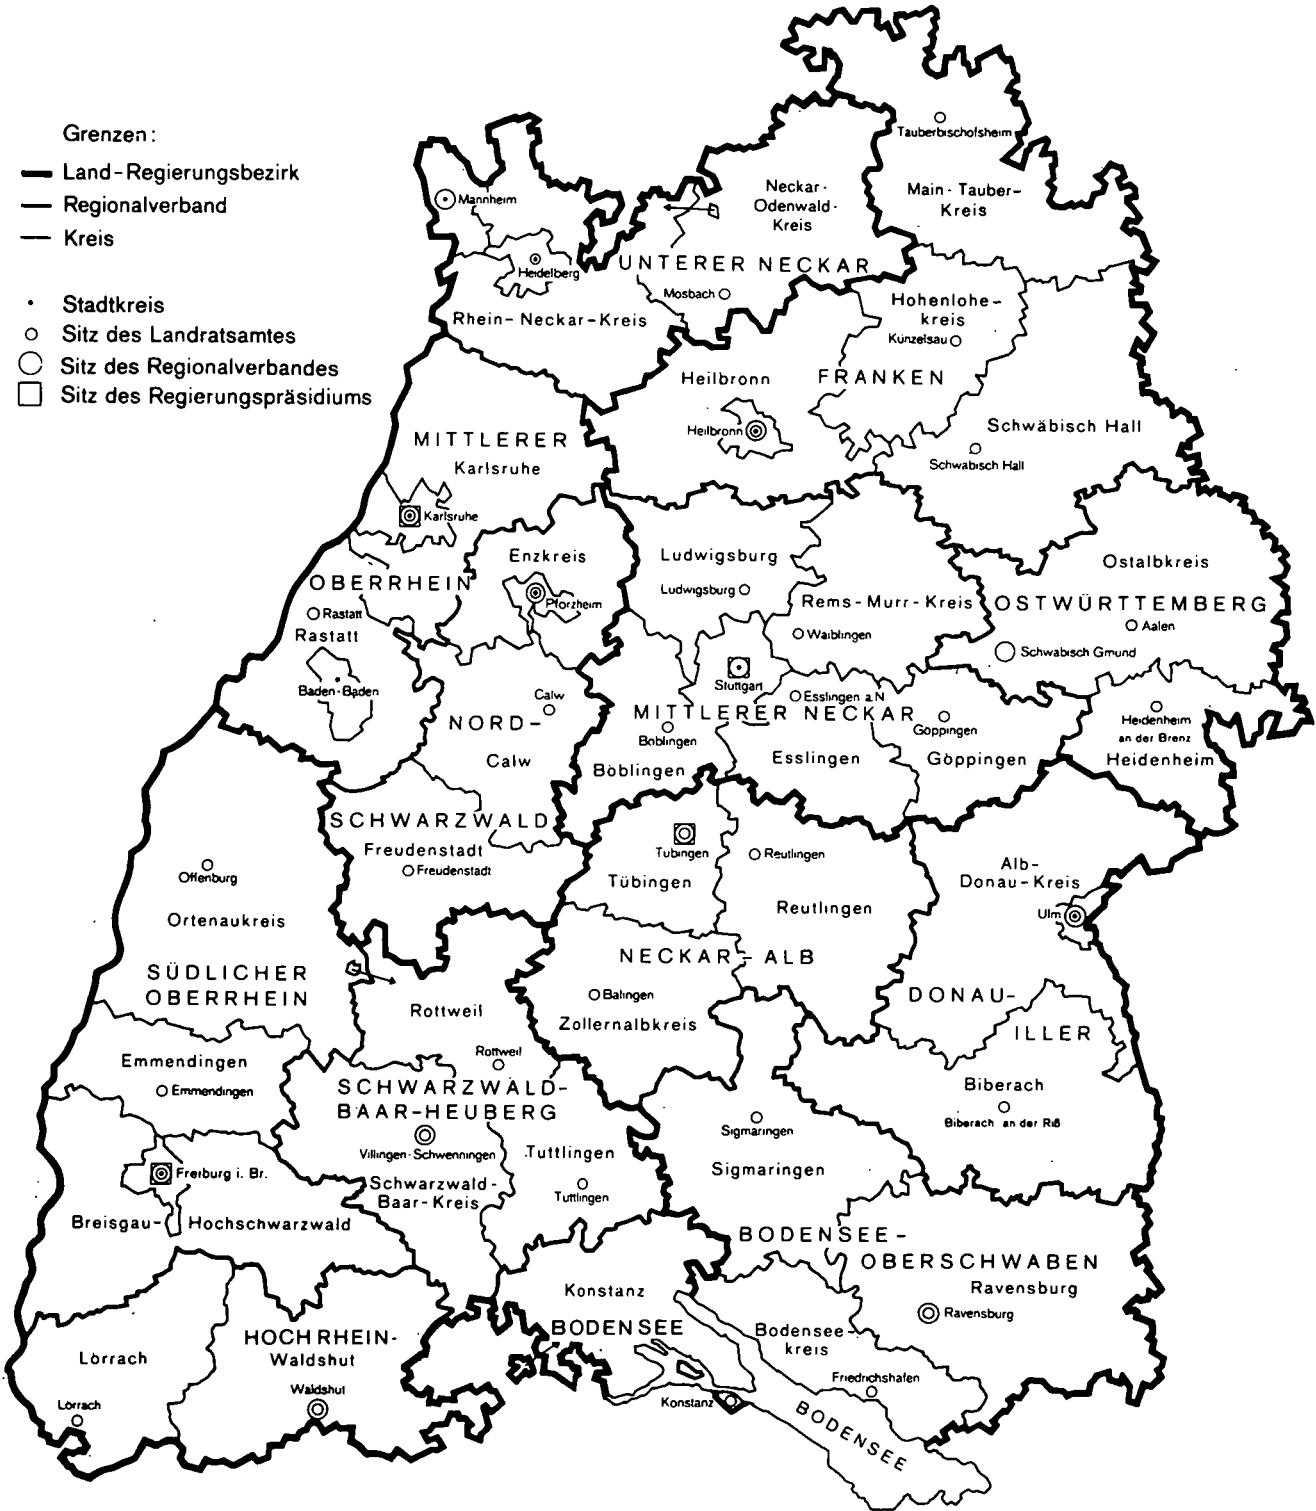 Grenzen:
Land-Regierungsbezirk
Regionalverband
Kreis
Stadtkreis
Sitz des Landratsamtes
Sitz des Regionalverbandes
Sitz des Regierungspräsidiums
Tauberbischofsheim
Main-Tauber-
Kreis
Neckar-
Odenwald-
Kreis
Mannheim
Heidelberg
UNTERER NECKAR
Mosbach
Rhein-Neckar-Kreis
Hohenlohe-
kreis
Künzelsau
Heilbronn
FRANKEN
Heilbronn
Schwäbisch Hall
Schwäbisch Hall
MITTLERER
Karlsruhe
Karlsruhe
OBERRHEIN
Rastatt
Rastatt
Baden-Baden
Enzkreis
Pforzheim
Ludwigsburg
Ludwigsburg
Rems-Murr-Kreis
Waiblingen
Ostalbkreis
OSTWÜRTTEMBERG
Aalen
Schwäbisch Gmünd
Stuttgart
Esslingen a.N
MITTLERER NECKAR
Böblingen
Böblingen
Esslingen
Göppingen
Göppingen
Heidenheim
an der Brenz
Heidenheim
Calw
NORD-
Calw
SCHWARZWALD
Freudenstadt
Freudenstadt
Tübingen
Tübingen
Reutlingen
Reutlingen
NECKAR-ALB
Balingen
Zollernalbkreis
Alb-
Donau-Kreis
Ulm
DONAU-
ILLER
Biberach
Biberach an der Riß
Offenburg
Ortenaukreis
SÜDLICHER
OBERRHEIN
Emmendingen
Emmendingen
Freiburg i. Br.
Breisgau-Hochschwarzwald
Rottweil
Rottweil
SCHWARZWALD-
BAAR-HEUBERG
Villingen-Schwenningen
Schwarzwald-
Baar-Kreis
Tuttlingen
Tuttlingen
Sigmaringen
Sigmaringen
BODENSEE-
OBERSCHWABEN
Ravensburg
Ravensburg
Bodensee-
kreis
Friedrichshafen
Konstanz
BODENSEE
Konstanz
BODENSEE
HOCHRHEIN-
Waldshut
Waldshut
Lörrach
Lörrach